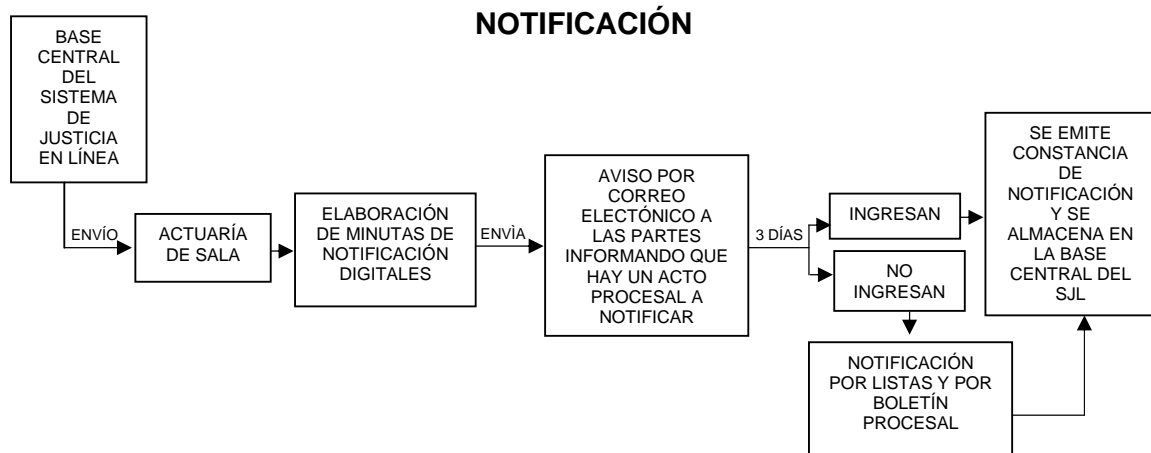 NOTIFICACIÓN
BASE
CENTRAL
DEL
SISTEMA
DE
JUSTICIA
EN LÍNEA
ENVÍO
ACTUARÍA
DE SALA
ELABORACIÓN
DE MINUTAS DE
NOTIFICACIÓN
DIGITALES
ENVÌA
AVISO POR
CORREO
ELECTÓNICO A
LAS PARTES
INFORMANDO QUE
HAY UN ACTO
PROCESAL A
NOTIFICAR
3 DÍAS
INGRESAN
NO
INGRESAN
NOTIFICACIÓN
POR LISTAS Y POR
BOLETÍN
PROCESAL
SE EMITE
CONSTANCIA
DE
NOTIFICACIÓN
Y SE
ALMACENA EN
LA BASE
CENTRAL DEL
SJL